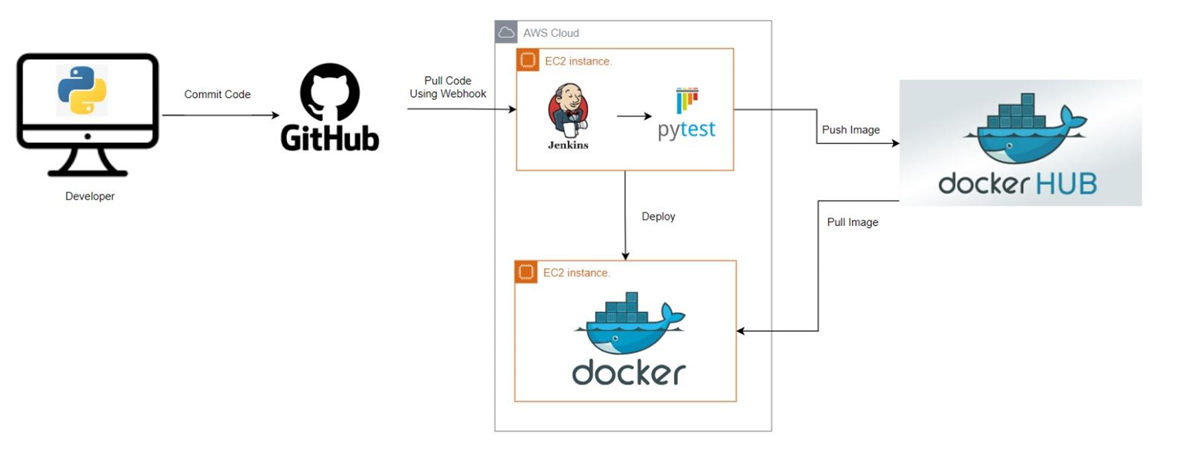 Developer
Commit Code
GitHub
Pull Code
Using Webhook
AWS Cloud
EC2 instance.
Jenkins
pytest
Push Image
docker HUB
Deploy
Pull Image
EC2 instance.
docker